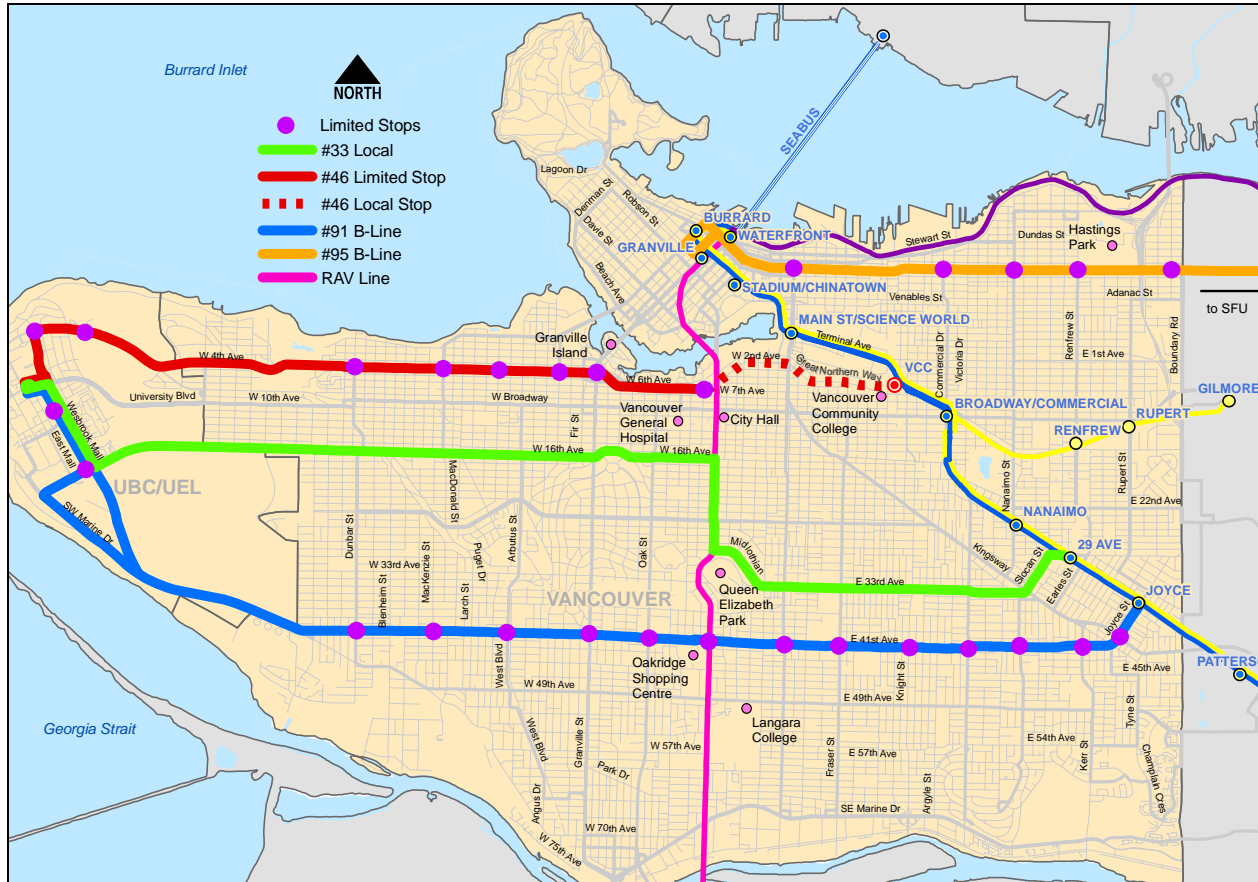 Burrard Inlet
NORTH
Limited Stops
#33 Local
#46 Limited Stop
#46 Local Stop
#91 B-Line
#95 B-Line
RAV Line
SEABUS
Lagoon Dr
Denman St
Robson St
Davie St
Beach Ave
BURRARD
WATERFRONT
GRANVILLE
STADIUM/CHINATOWN
Stewart St
Dundas St
Hastings
Park
Venables St
Adanac St
to SFU
MAIN ST/SCIENCE WORLD
Terminal Ave
Commercial Dr
Victoria Dr
Renfrew St
Boundary Rd
E 1st Ave
Granville
Island
W 4th Ave
W 2nd Ave
Great Northern Way
VCC
W 6th Ave
W 7th Ave
University Blvd
W 10th Ave
W Broadway
Vancouver
Community
College
BROADWAY/COMMERCIAL
GILMORE
RUPERT
RENFREW
Fir St
Vancouver
General
Hospital
City Hall
Wesbrook Mall
East Mall
W 16th Ave
W 16th Ave
UBC/UEL
SW Marine Dr
MacDonald St
Nanaimo St
Rupert St
E 22nd Ave
NANAIMO
Dunbar St
Puget Dr
Arbutus St
Oak St
Midlothian
Kingsway
Slocan St
29 AVE
Earles St
W 33rd Ave
Blenheim St
Mackenzie St
Larch St
E 33rd Ave
Queen
Elizabeth
Park
VANCOUVER
JOYCE
Joyce St
E 41st Ave
West Blvd
Oakridge
Shopping
Centre
Knight St
E 45th Ave
PATTERSO
W 49th Ave
E 49th Ave
Tyne St
Georgia Strait
West Blvd
Granville St
Langara
College
W 57th Ave
Fraser St
E 57th Ave
E 54th Ave
Kerr St
Champlain Cres
Park Dr
Angus Dr
Argyle St
SE Marine Dr
W 70th Ave
W 75th Ave